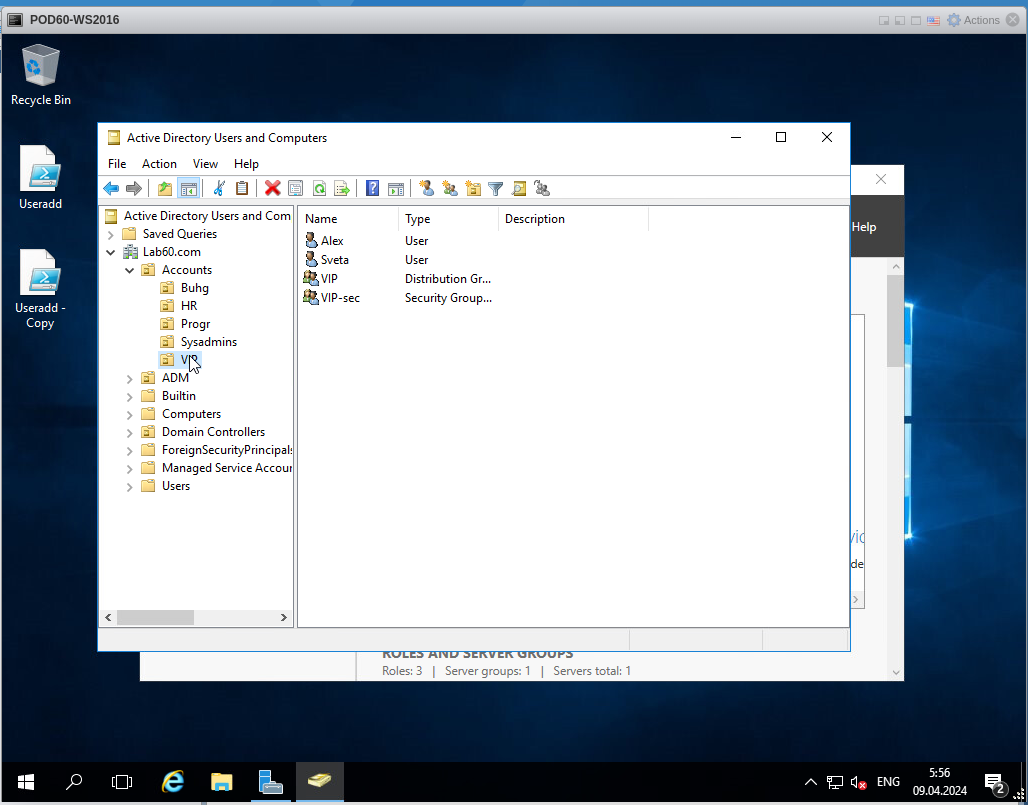 POD60-WS2016
Actions
Recycle Bin
Useradd
Useradd -
Copy
Active Directory Users and Computers
File Action View Help
Active Directory Users and Com
Saved Queries
Lab60.com
Accounts
Buhg
HR
Progr
Sysadmins
VIP
ADM
Builtin
Computers
Domain Controllers
ForeignSecurityPrincipals
Managed Service Accoun
Users
Name Type Description
Alex User
Sveta User
VIP Distribution Gr...
VIP-sec Security Group...
Help
de
ROLES AND SERVER GROUPS
Roles: 3 | Server groups: 1 | Servers total: 1
ENG
5:56
09.04.2024
2